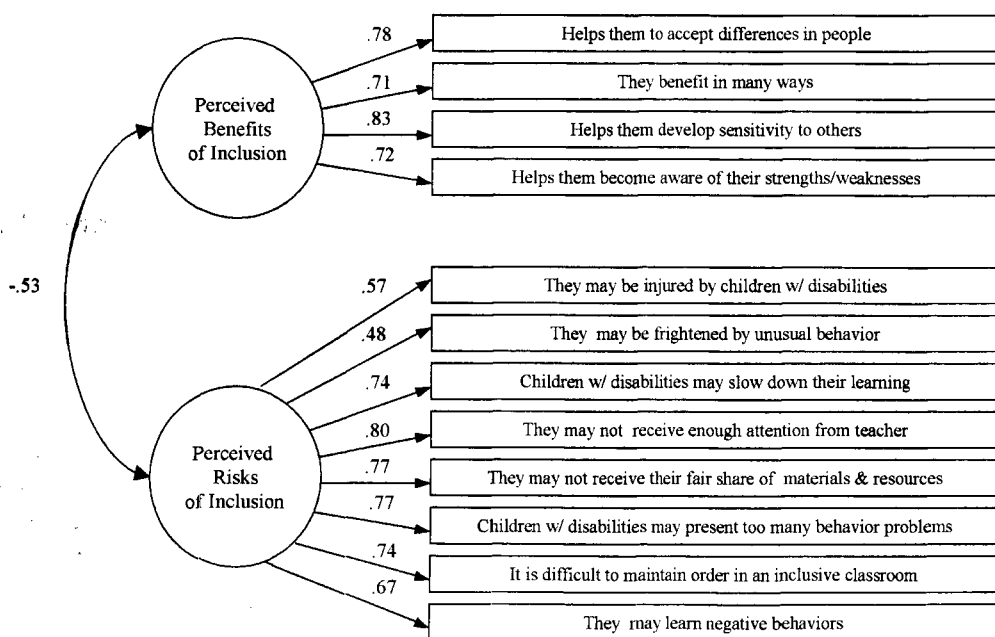 .78
Helps them to accept differences in people
.71
They benefit in many ways
Perceived
Benefits
of Inclusion
.83
Helps them develop sensitivity to others
.72
Helps them become aware of their strengths/weaknesses
-.53
.57
They may be injured by children w/ disabilities
.48
They may be frightened by unusual behavior
.74
Children w/ disabilities may slow down their learning
.80
They may not receive enough attention from teacher
Perceived
Risks
of Inclusion
.77
They may not receive their fair share of materials & resources
.77
Children w/ disabilities may present too many behavior problems
.74
It is difficult to maintain order in an inclusive classroom
.67
They may learn negative behaviors